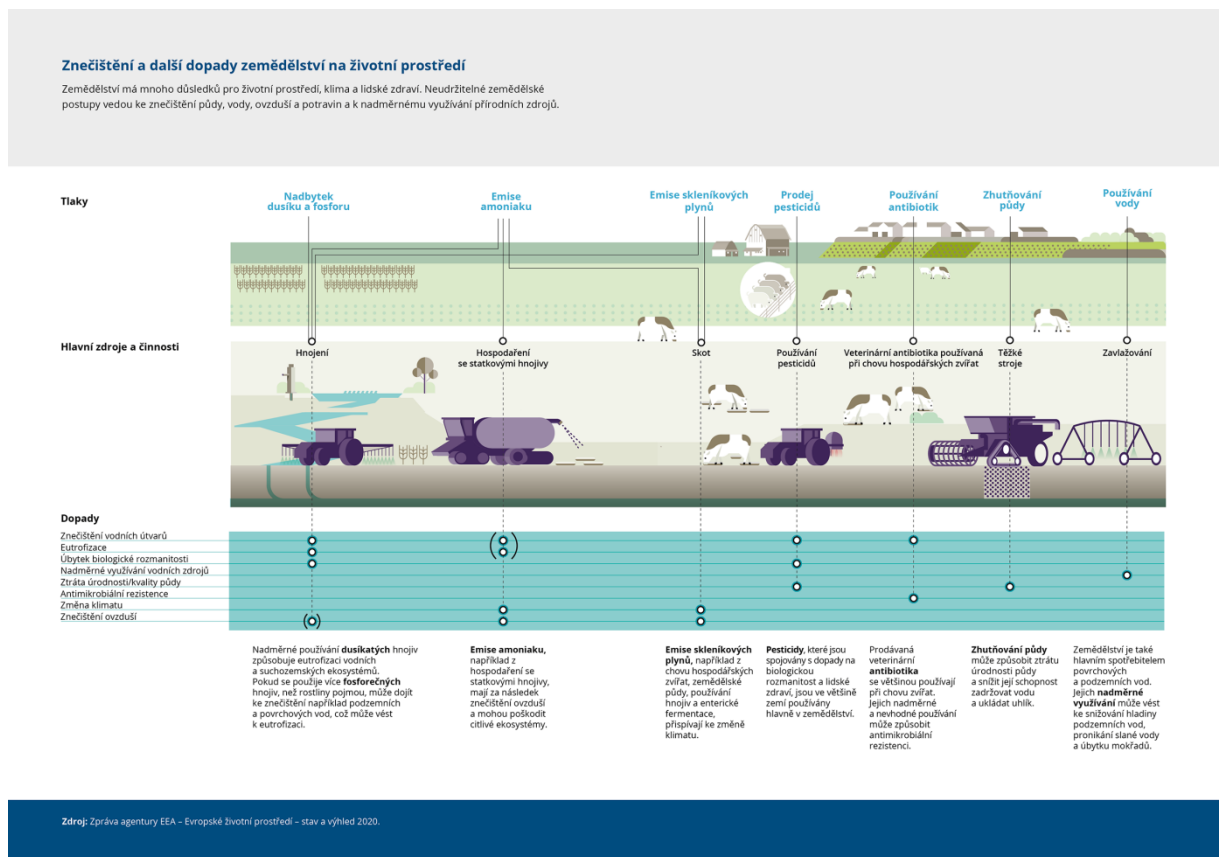 Znečištění a další dopady zemědělství na životní prostředí
Zemědělství má mnoho důsledků pro životní prostředí, klima a lidské zdraví. Neudržitelné zemědělské
postupy vedou ke znečištění půdy, vody, ovzduší a potravin a k nadměrnému využívání přírodních zdrojů.
Tlaky
Nadbytek
dusíku a fosforu
Emise
amoniaku
Emise skleníkových
plynů
Prodej
pesticidů
Používání
antibiotik
Zhutňování
půdy
Používání
vody
Hlavní zdroje a činnosti
Hnojení
Hospodaření
se statkovými hnojivy
Skot
Používání
pesticidů
Veterinární antibiotika používaná
při chovu hospodářských zvířat
Těžké
stroje
Zavlažování
Dopady
Znečištění vodních útvarů
Eutrofizace
Úbytek biologické rozmanitosti
Nadměrné využívání vodních zdrojů
Ztráta úrodnosti/kvality půdy
Antimikrobiální rezistence
Změna klimatu
Znečištění ovzduší
Nadměrné používání dusíkatých hnojiv
způsobuje eutrofizaci vodních
a suchozemských ekosystémů.
Pokud se použije více fosforečných
hnojiv, než rostliny pojmou, může dojít
ke znečištění například podzemních
a povrchových vod, což může vést
k eutrofizaci.
Emise amoniaku,
například z
hospodaření se
statkovými hnojivy,
mají za následek
znečištění ovzduší
a mohou poškodit
citlivé ekosystémy.
Emise skleníkových
plynů, například z
chovu hospodářských
zvířat, zemědělské
půdy, používání
hnojiv a enterické
fermentace,
přispívají ke změně
klimatu.
Pesticidy, které jsou
spojovány s dopady na
biologickou
rozmanitost a lidské
zdraví, jsou ve většině
zemí používány
hlavně v zemědělství.
Prodávaná
veterinární
antibiotika
se většinou používají
při chovu zvířat.
Jejich nadměrné
a nevhodné používání
může způsobit
antimikrobiální
rezistenci.
Zhutňování půdy
může způsobit ztrátu
úrodnosti půdy
a snížit její schopnost
zadržovat vodu
a ukládat uhlík.
Zemědělství je také
hlavním spotřebitelem
povrchových
a podzemních vod.
Jejich nadměrné
využívání může vést
ke snižování hladiny
podzemních vod,
pronikání slané vody
a úbytku mokřadů.
Zdroj: Zpráva agentury EEA – Evropské životní prostředí – stav a výhled 2020.